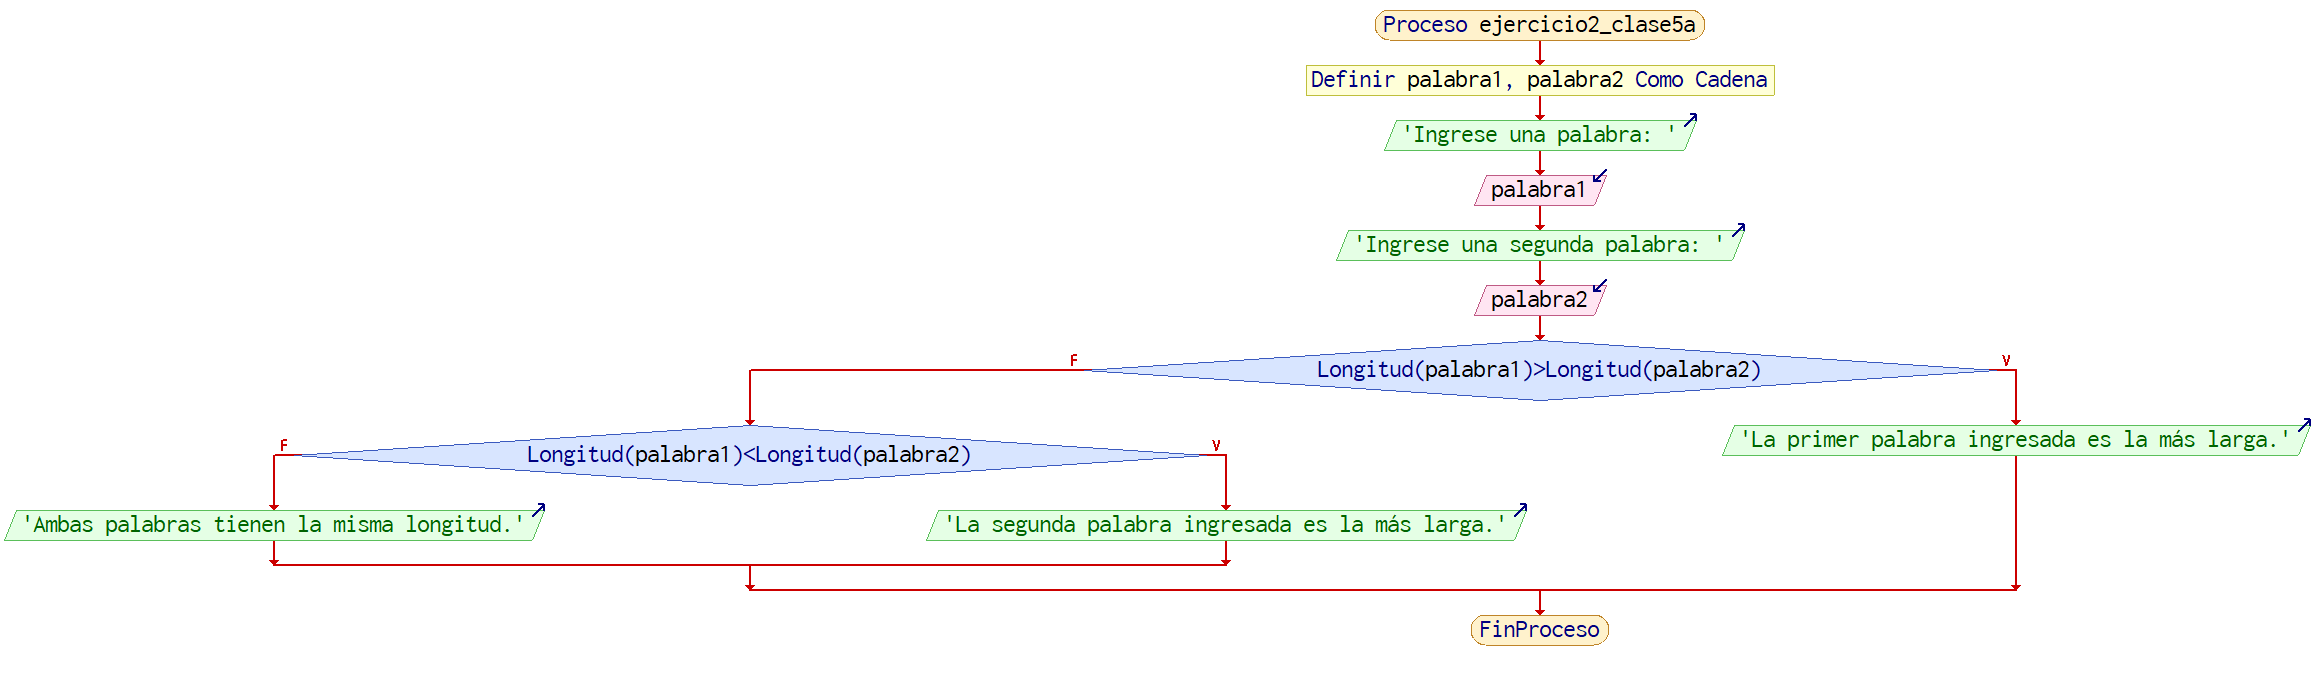 Proceso ejercicio2_clase5a
Definir palabra1, palabra2 Como Cadena
'Ingrese una palabra: '
palabra1
'Ingrese una segunda palabra: '
palabra2
F
V
Longitud(palabra1)>Longitud(palabra2)
'La primer palabra ingresada es la más larga.'
F
V
Longitud(palabra1)<Longitud(palabra2)
'Ambas palabras tienen la misma longitud.'
'La segunda palabra ingresada es la más larga.'
FinProceso